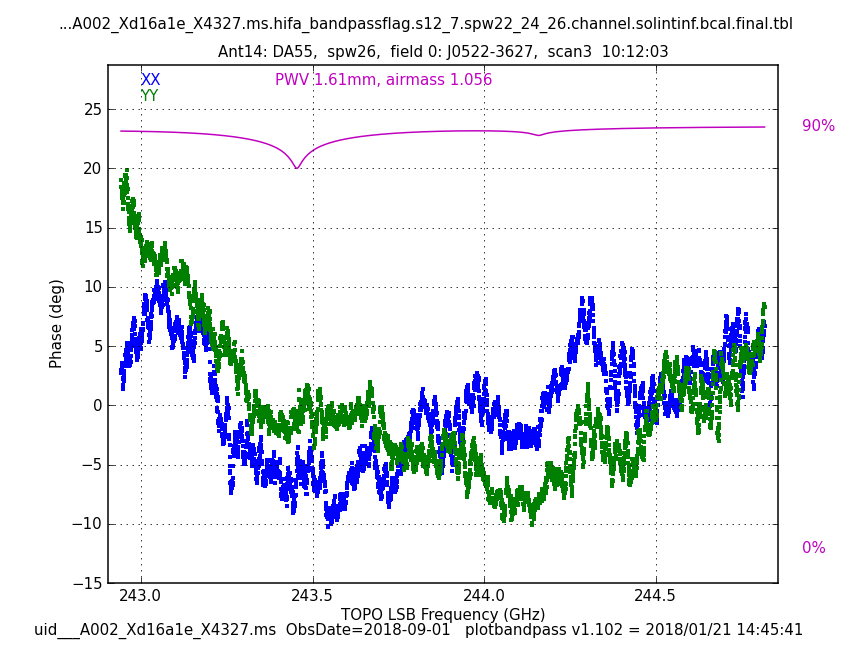 ...A002_Xd16a1e_X4327.ms.hifa_bandpassflag.s12_7.spw22_24_26.channel.solintinf.bcal.final.tbl
Ant14: DA55, spw26, field 0: J0522-3627, scan3 10:12:03
XX
PWV 1.61mm, airmass 1.056
YY
25
90%
20
15
10
5
0
−5
−10
0%
−15
243.0 243.5 244.0 244.5
Phase (deg)
TOPO LSB Frequency (GHz)
uid___A002_Xd16a1e_X4327.ms ObsDate=2018-09-01 plotbandpass v1.102 = 2018/01/21 14:45:41